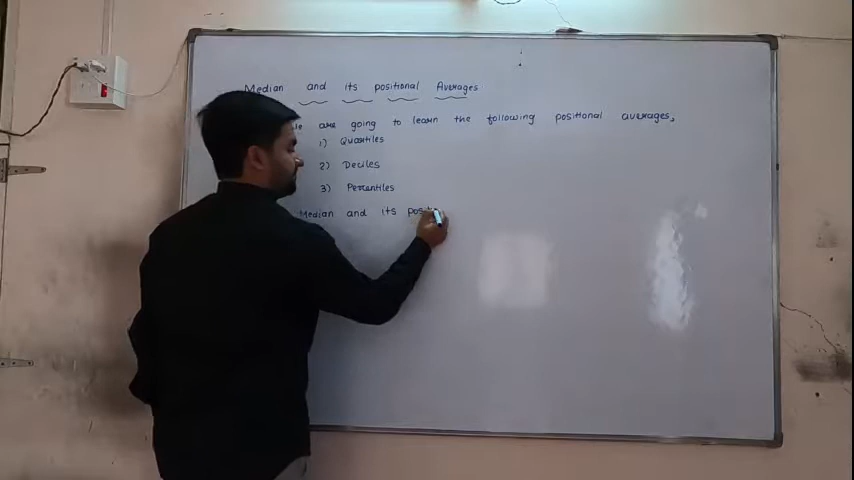 Median and its positional Averages
are going to learn the following positional averages,
1) Quartiles
2) Deciles
3) Percentiles
Median and its posit